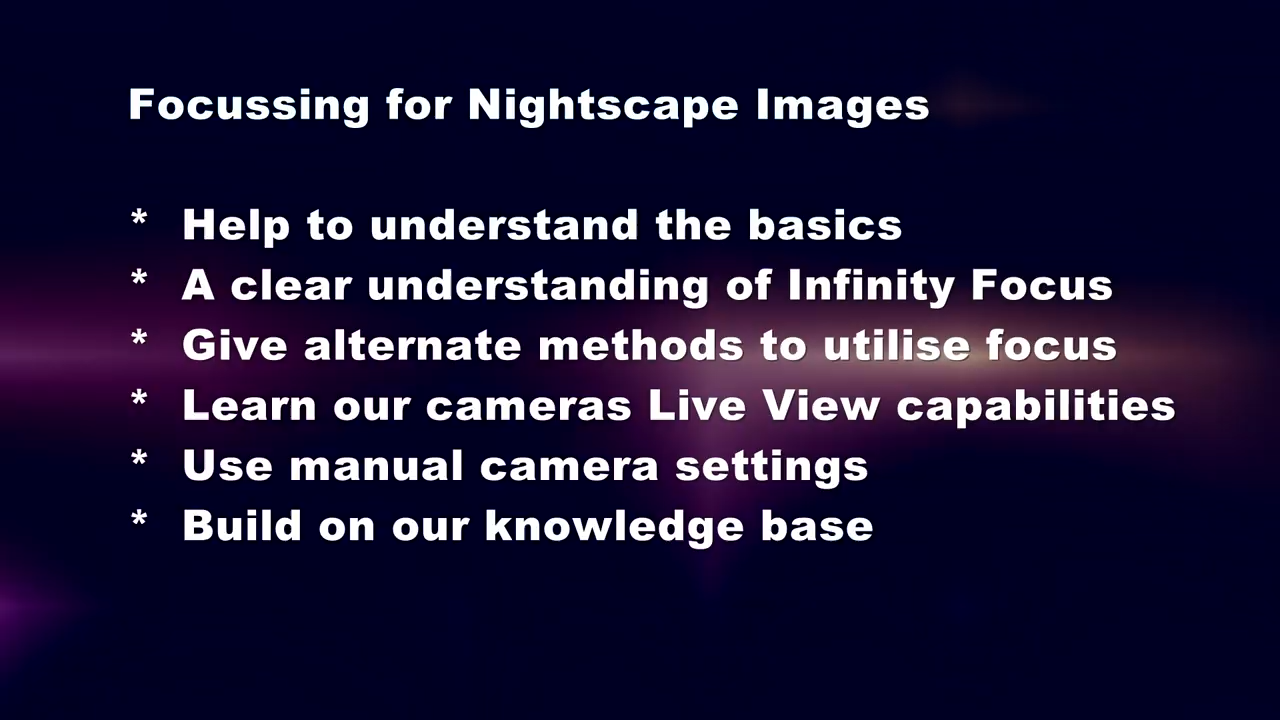 Focussing for Nightscape Images
* Help to understand the basics
* A clear understanding of Infinity Focus
* Give alternate methods to utilise focus
* Learn our cameras Live View capabilities
* Use manual camera settings
* Build on our knowledge base